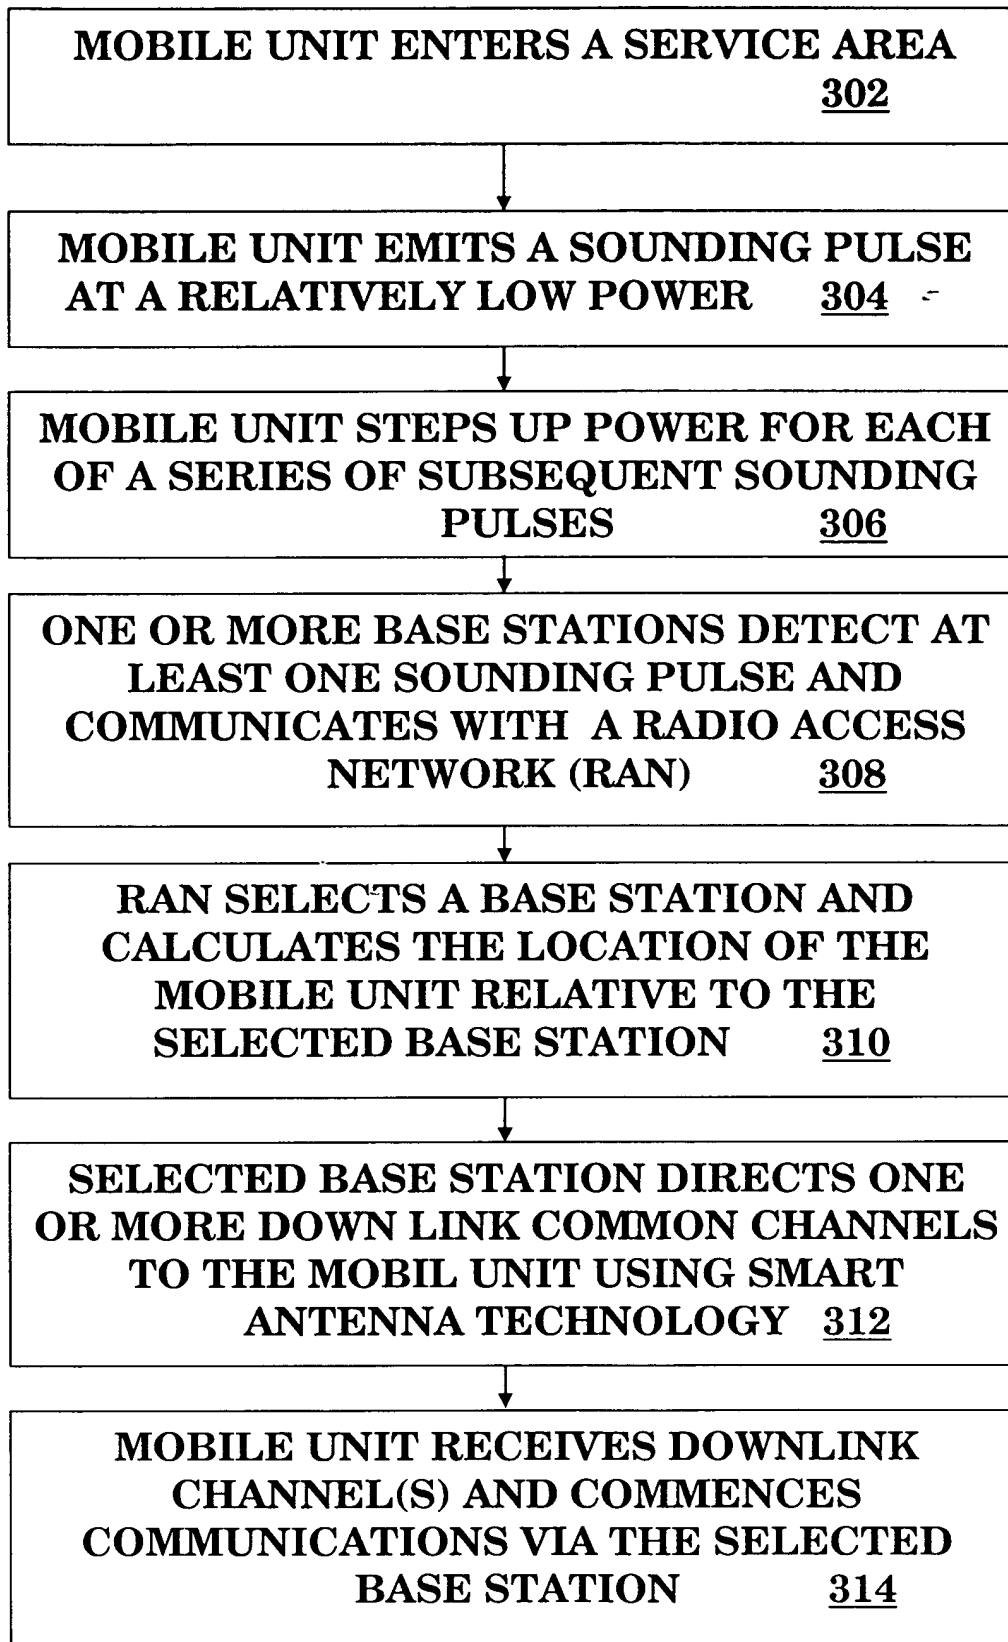 MOBILE UNIT ENTERS A SERVICE AREA
302
MOBILE UNIT EMITS A SOUNDING PULSE
AT A RELATIVELY LOW POWER 304
MOBILE UNIT STEPS UP POWER FOR EACH
OF A SERIES OF SUBSEQUENT SOUNDING
PULSES 306
ONE OR MORE BASE STATIONS DETECT AT
LEAST ONE SOUNDING PULSE AND
COMMUNICATES WITH A RADIO ACCESS
NETWORK (RAN) 308
RAN SELECTS A BASE STATION AND
CALCULATES THE LOCATION OF THE
MOBILE UNIT RELATIVE TO THE
SELECTED BASE STATION 310
SELECTED BASE STATION DIRECTS ONE
OR MORE DOWN LINK COMMON CHANNELS
TO THE MOBIL UNIT USING SMART
ANTENNA TECHNOLOGY 312
MOBILE UNIT RECEIVES DOWNLINK
CHANNEL(S) AND COMMENCES
COMMUNICATIONS VIA THE SELECTED
BASE STATION 314